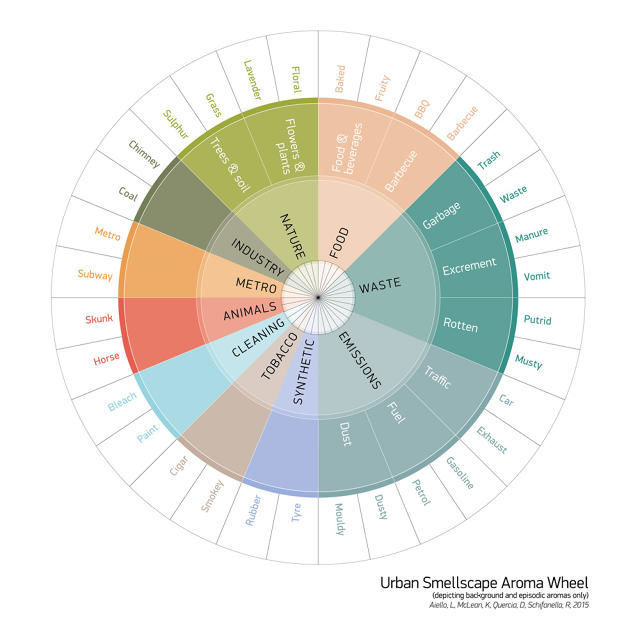 Baked
Fruity
BBQ
Barbecue
Trash
Waste
Manure
Vomit
Putrid
Musty
Car
Exhaust
Gasoline
Petrol
Dusty
Mouldy
Tyre
Rubber
Smokey
Cigar
Paint
Bleach
Horse
Skunk
Subway
Metro
Coal
Chimney
Sulphur
Grass
Lavender
Floral
Food &
beverages
Barbecue
Garbage
Excrement
Rotten
Traffic
Fuel
Dust
Trees & soil
Flowers &
plants
FOOD
WASTE
EMISSIONS
SYNTHETIC
TOBACCO
CLEANING
ANIMALS
METRO
INDUSTRY
NATURE
Urban Smellscape Aroma Wheel
(depicting background and episodic aromas only)
Aiello, L, McLean, K, Quercia, D, Schifanella, R, 2015